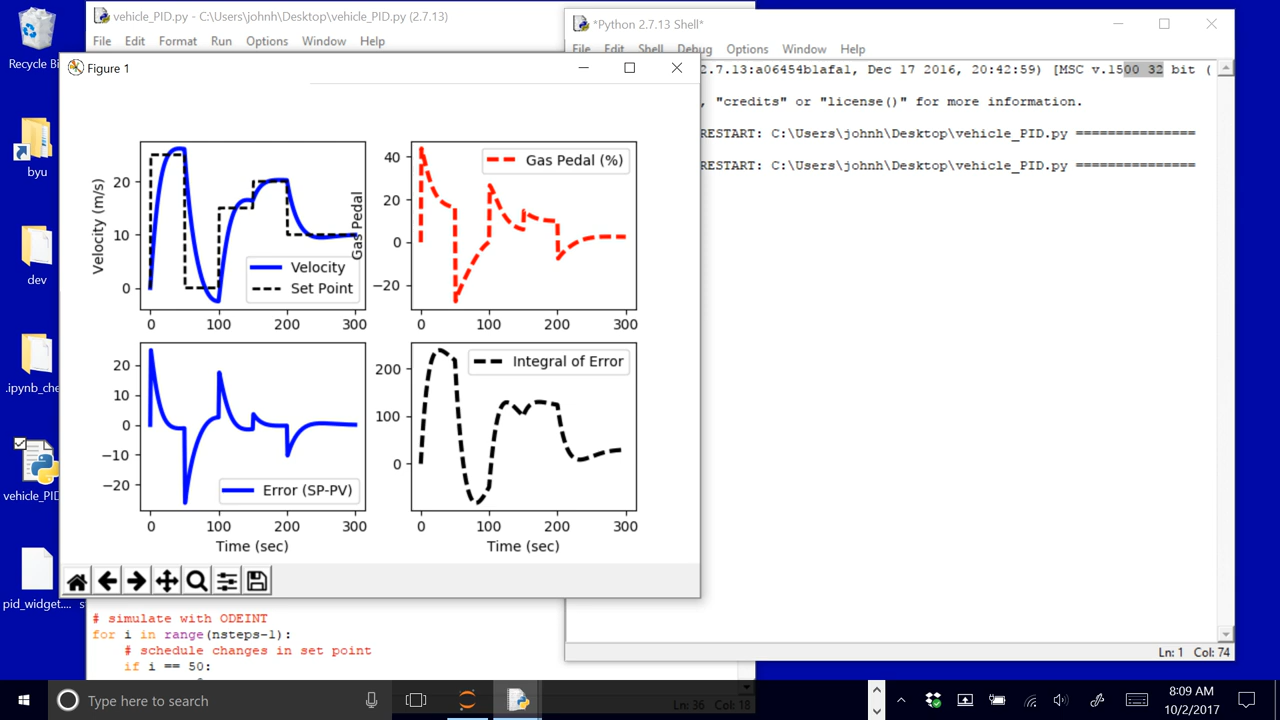 vehicle_PID.py - C:\Users\johnh\Desktop\vehicle_PID.py (2.7.13)
File Edit Format Run Options Window Help
*Python 2.7.13 Shell*
File Edit Shell Debug Options Window Help
2.7.13:a06454b1afa1, Dec 17 2016, 20:42:59) [MSC v.1500 32 bit (
, "credits" or "license()" for more information.
RESTART: C:\Users\johnh\Desktop\vehicle_PID.py ===============
RESTART: C:\Users\johnh\Desktop\vehicle_PID.py ===============
Ln: 1 Col: 74
Recycle Bi
byu
dev
.ipynb_che
vehicle_PID
pid_widget....
Figure 1
Velocity (m/s)
20
10
0
Velocity
Set Point
0 100 200 300
Gas Pedal
40
20
0
−20
Gas Pedal (%)
0 100 200 300
20
10
0
−10
−20
Error (SP-PV)
0 100 200 300
Time (sec)
200
100
0
Integral of Error
0 100 200 300
Time (sec)
# simulate with ODEINT
for i in range(nsteps-1):
# schedule changes in set point
if i == 50:
Ln: 36 Col: 18
Type here to search
8:09 AM
10/2/2017